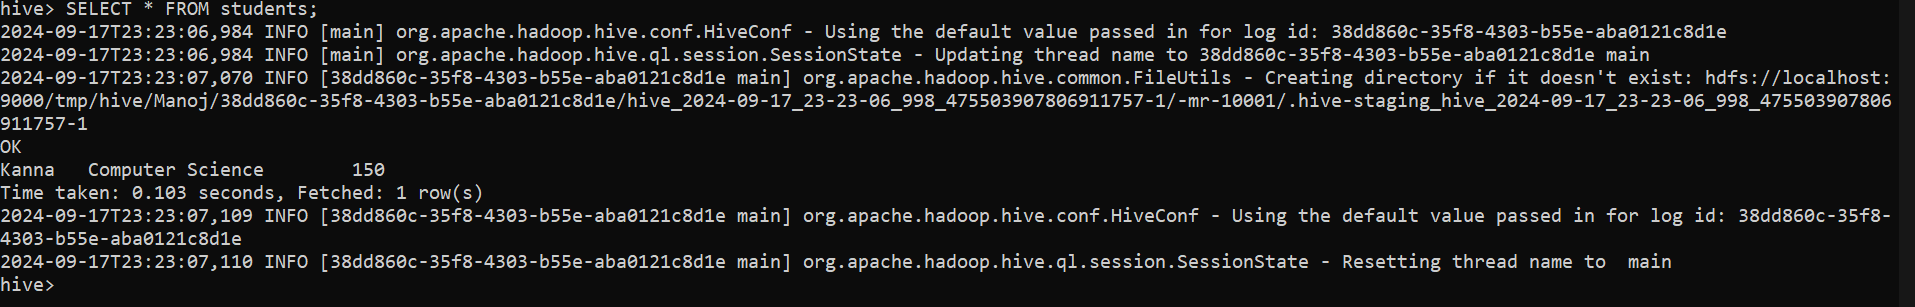 hive> SELECT * FROM students;
2024-09-17T23:23:06,984 INFO [main] org.apache.hadoop.hive.conf.HiveConf - Using the default value passed in for log id: 38dd860c-35f8-4303-b55e-aba0121c8d1e
2024-09-17T23:23:06,984 INFO [main] org.apache.hadoop.hive.ql.session.SessionState - Updating thread name to 38dd860c-35f8-4303-b55e-aba0121c8d1e main
2024-09-17T23:23:07,070 INFO [38dd860c-35f8-4303-b55e-aba0121c8d1e main] org.apache.hadoop.hive.common.FileUtils - Creating directory if it doesn't exist: hdfs://localhost:
9000/tmp/hive/Manoj/38dd860c-35f8-4303-b55e-aba0121c8d1e/hive_2024-09-17_23-23-06_998_475503907806911757-1/-mr-10001/.hive-staging_hive_2024-09-17_23-23-06_998_475503907806
911757-1
OK
Kanna   Computer Science        150
Time taken: 0.103 seconds, Fetched: 1 row(s)
2024-09-17T23:23:07,109 INFO [38dd860c-35f8-4303-b55e-aba0121c8d1e main] org.apache.hadoop.hive.conf.HiveConf - Using the default value passed in for log id: 38dd860c-35f8-
4303-b55e-aba0121c8d1e
2024-09-17T23:23:07,110 INFO [38dd860c-35f8-4303-b55e-aba0121c8d1e main] org.apache.hadoop.hive.ql.session.SessionState - Resetting thread name to  main
hive>